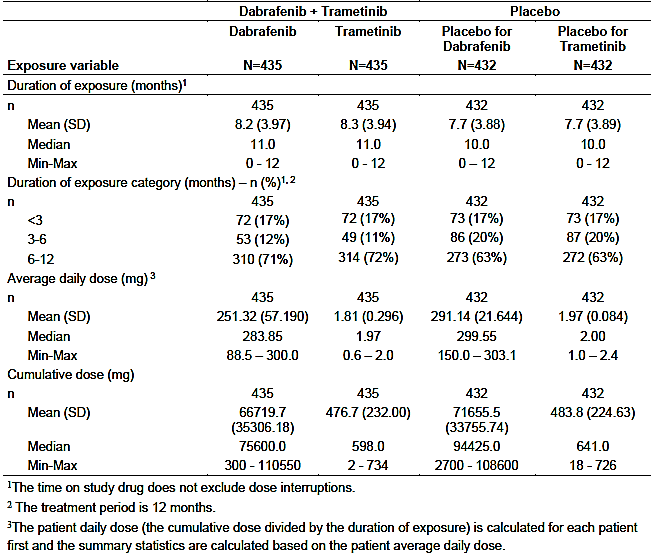 Dabrafenib + Trametinib Placebo
Dabrafenib Trametinib Placebo for Dabrafenib Placebo for Trametinib
Exposure variable N=435 N=435 N=432 N=432
Duration of exposure (months)1
n 435 435 432 432
Mean (SD) 8.2 (3.97) 8.3 (3.94) 7.7 (3.88) 7.7 (3.89)
Median 11.0 11.0 10.0 10.0
Min-Max 0 - 12 0 - 12 0 – 12 0 - 12
Duration of exposure category (months) – n (%)1, 2
n 435 435 432 432
<3 72 (17%) 72 (17%) 73 (17%) 73 (17%)
3-6 53 (12%) 49 (11%) 86 (20%) 87 (20%)
6-12 310 (71%) 314 (72%) 273 (63%) 272 (63%)
Average daily dose (mg) 3
n 435 435 432 432
Mean (SD) 251.32 (57.190) 1.81 (0.296) 291.14 (21.644) 1.97 (0.084)
Median 283.85 1.97 299.55 2.00
Min-Max 88.5 – 300.0 0.6 – 2.0 150.0 – 303.1 1.0 – 2.4
Cumulative dose (mg)
n 435 435 432 432
Mean (SD) 66719.7 (35306.18) 476.7 (232.00) 71655.5 (33755.74) 483.8 (224.63)
Median 75600.0 598.0 94425.0 641.0
Min-Max 300 - 110550 2 - 734 2700 - 108600 18 - 726
1The time on study drug does not exclude dose interruptions.
2 The treatment period is 12 months.
3The patient daily dose (the cumulative dose divided by the duration of exposure) is calculated for each patient
first and the summary statistics are calculated based on the patient average daily dose.